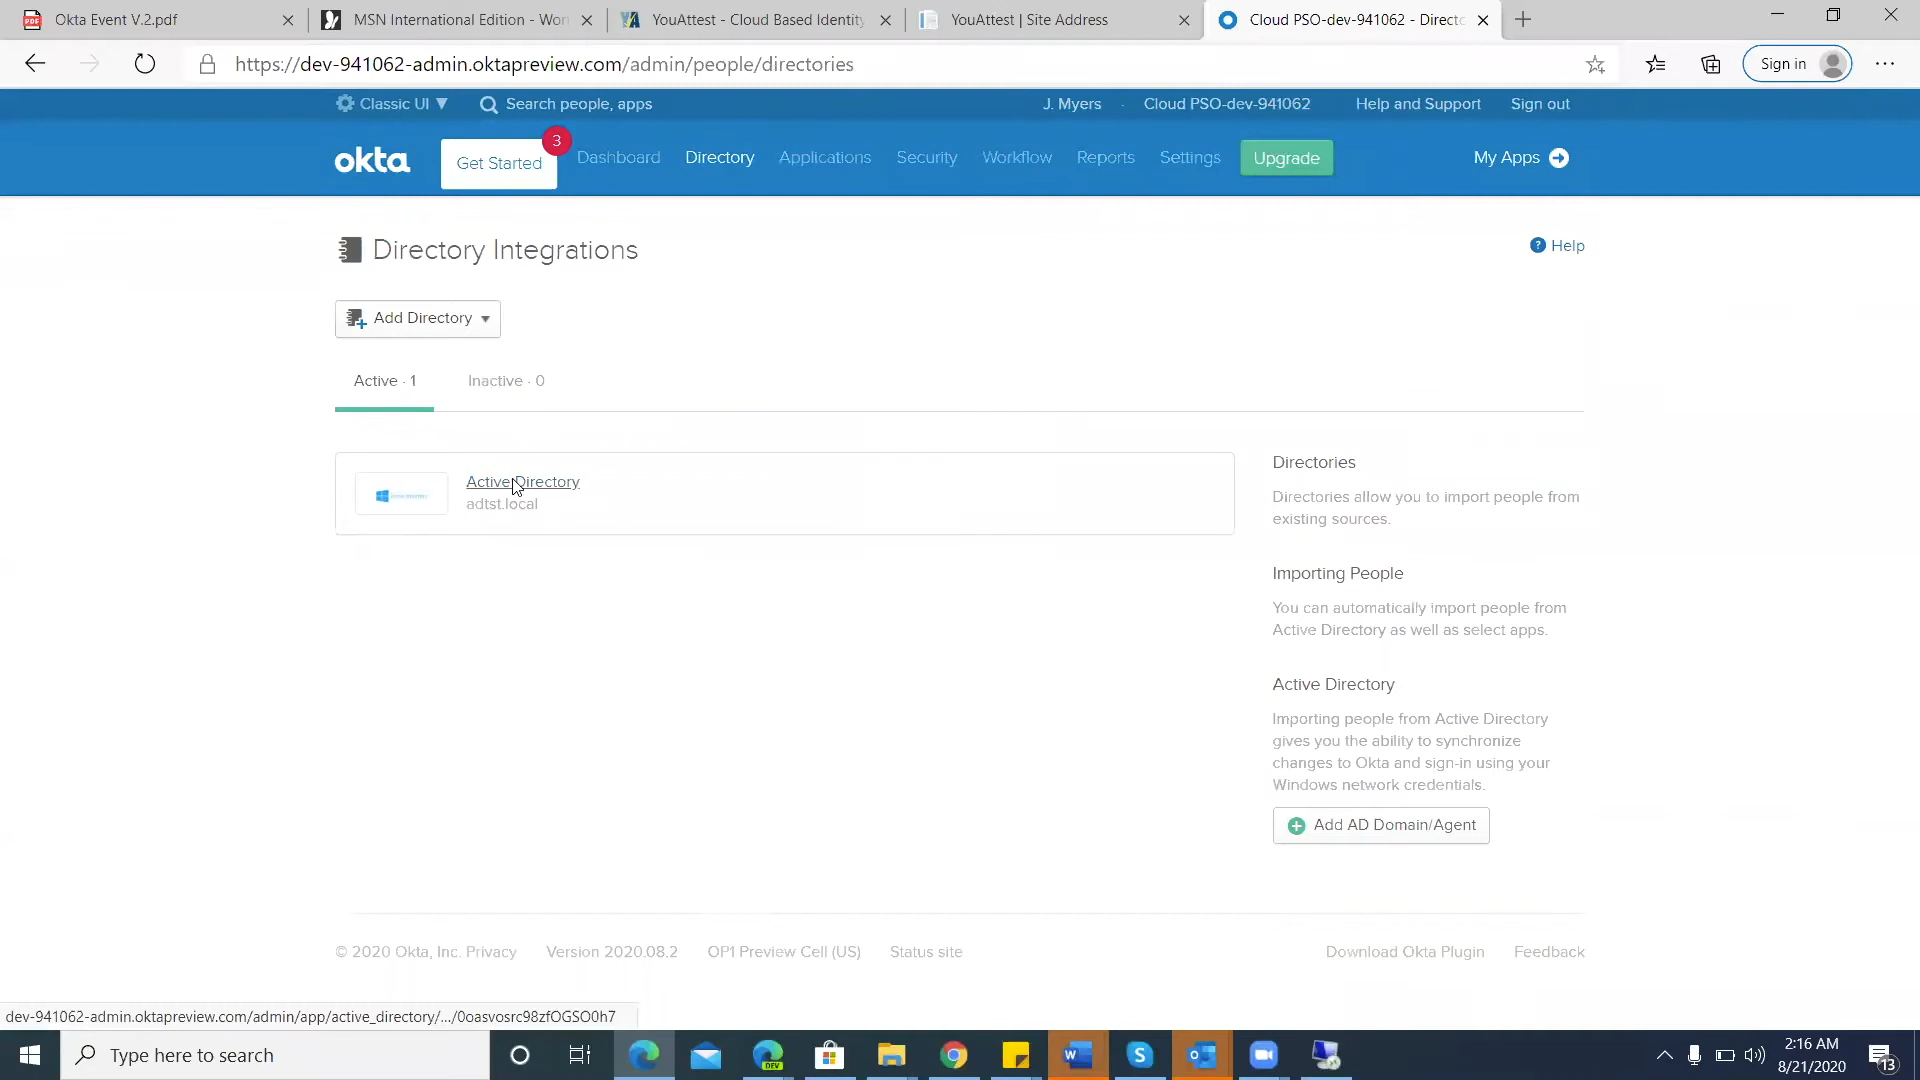 Okta Event V.2.pdf
MSN International Edition - Wor
YouAttest - Cloud Based Identity
YouAttest | Site Address
Cloud PSO-dev-941062 - Directo
https://dev-941062-admin.oktapreview.com/admin/people/directories
Sign in
Classic UI
Search people, apps
J. Myers
Cloud PSO-dev-941062
Help and Support
Sign out
okta
Get Started
3
Dashboard
Directory
Applications
Security
Workflow
Reports
Settings
Upgrade
My Apps
Directory Integrations
Help
Add Directory
Active · 1
Inactive · 0
Active Directory
adtst.local
Directories
Directories allow you to import people from
existing sources.
Importing People
You can automatically import people from
Active Directory as well as select apps.
Active Directory
Importing people from Active Directory
gives you the ability to synchronize
changes to Okta and sign-in using your
Windows network credentials.
Add AD Domain/Agent
© 2020 Okta, Inc. Privacy
Version 2020.08.2
OP1 Preview Cell (US)
Status site
Download Okta Plugin
Feedback
dev-941062-admin.oktapreview.com/admin/app/active_directory/.../0oasvosrc98zfOGSO0h7
Type here to search
DEV
2:16 AM
8/21/2020
13